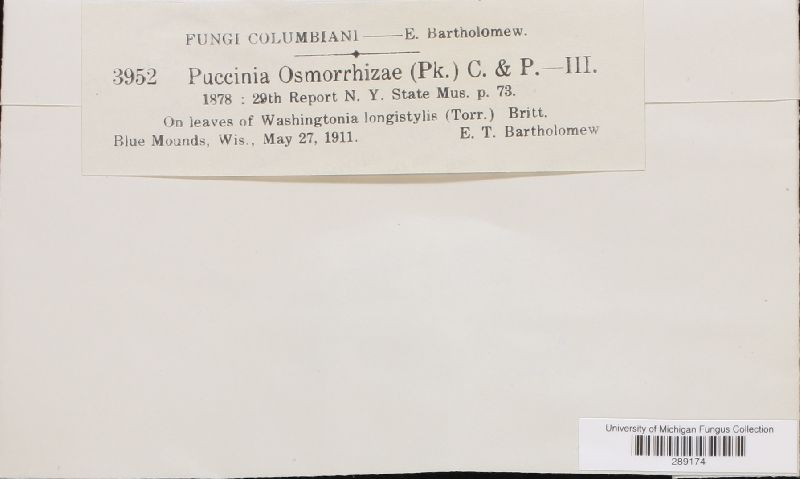 FUNGI COLUMBIANI — E. Bartholomew.
3952 Puccinia Osmorrhizae (Pk.) C. & P.—III.
1878 : 29th Report N. Y. State Mus. p. 73.
On leaves of Washingtonia longistylis (Torr.) Britt.
Blue Mounds, Wis., May 27, 1911. E. T. Bartholomew
University of Michigan Fungus Collection
289174